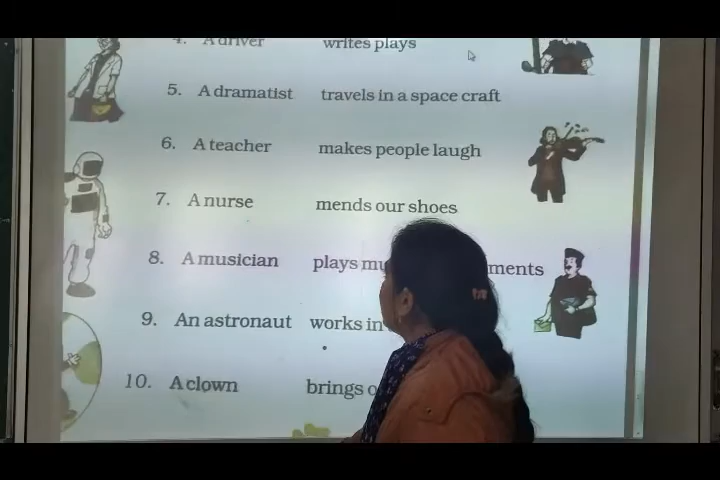 4. A driver writes plays
5. A dramatist travels in a space craft
6. A teacher makes people laugh
7. A nurse mends our shoes
8. A musician plays ments
9. An astronaut works in
10. A clown brings